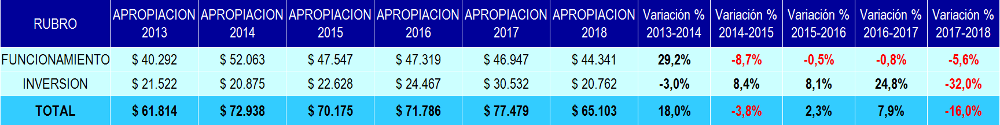 RUBRO APROPIACION 2013 APROPIACION 2014 APROPIACION 2015 APROPIACION 2016 APROPIACION 2017 APROPIACION 2018 Variación % 2013-2014 Variación % 2014-2015 Variación % 2015-2016 Variación % 2016-2017 Variación % 2017-2018
FUNCIONAMIENTO $ 40.292 $ 52.063 $ 47.547 $ 47.319 $ 46.947 $ 44.341 29,2% -8,7% -0,5% -0,8% -5,6%
INVERSION $ 21.522 $ 20.875 $ 22.628 $ 24.467 $ 30.532 $ 20.762 -3,0% 8,4% 8,1% 24,8% -32,0%
TOTAL $ 61.814 $ 72.938 $ 70.175 $ 71.786 $ 77.479 $ 65.103 18,0% -3,8% 2,3% 7,9% -16,0%